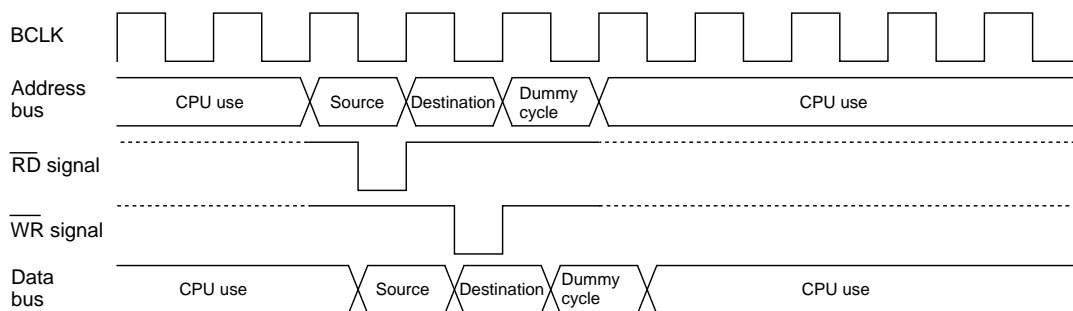 BCLK
Address
bus
CPU use
Source
Destination
Dummy
cycle
CPU use
RD signal
WR signal
Data
bus
CPU use
Source
Destination
Dummy
cycle
CPU use